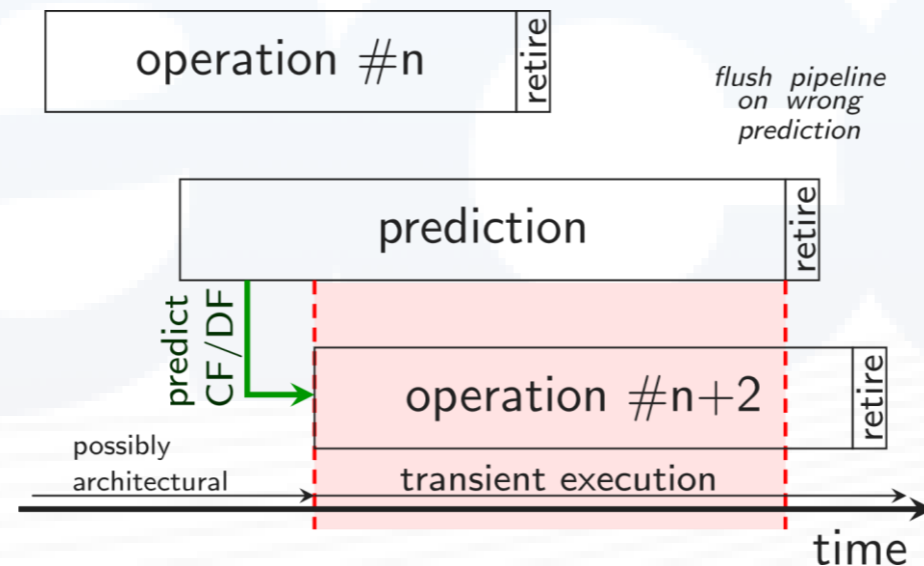 operation #n
retire
flush pipeline
on wrong
prediction
prediction
retire
predict
CF/DF
operation #n+2
retire
possibly
architectural
transient execution
time